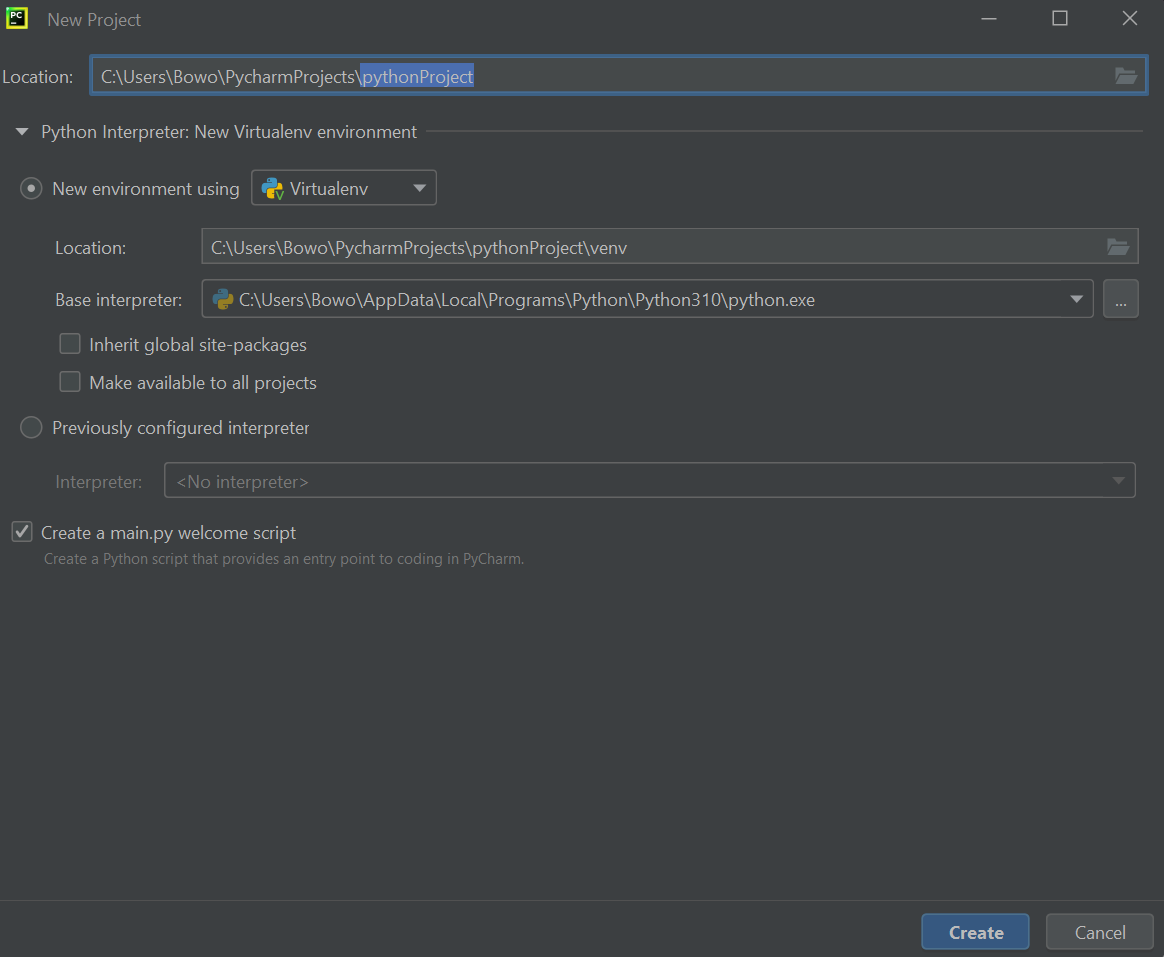 PC New Project
Location: C:\Users\Bowo\PycharmProjects\pythonProject
Python Interpreter: New Virtualenv environment
New environment using Virtualenv
Location: C:\Users\Bowo\PycharmProjects\pythonProject\venv
Base interpreter: C:\Users\Bowo\AppData\Local\Programs\Python\Python310\python.exe ...
Inherit global site-packages
Make available to all projects
Previously configured interpreter
Interpreter: <No interpreter>
Create a main.py welcome script
Create a Python script that provides an entry point to coding in PyCharm.
Create Cancel